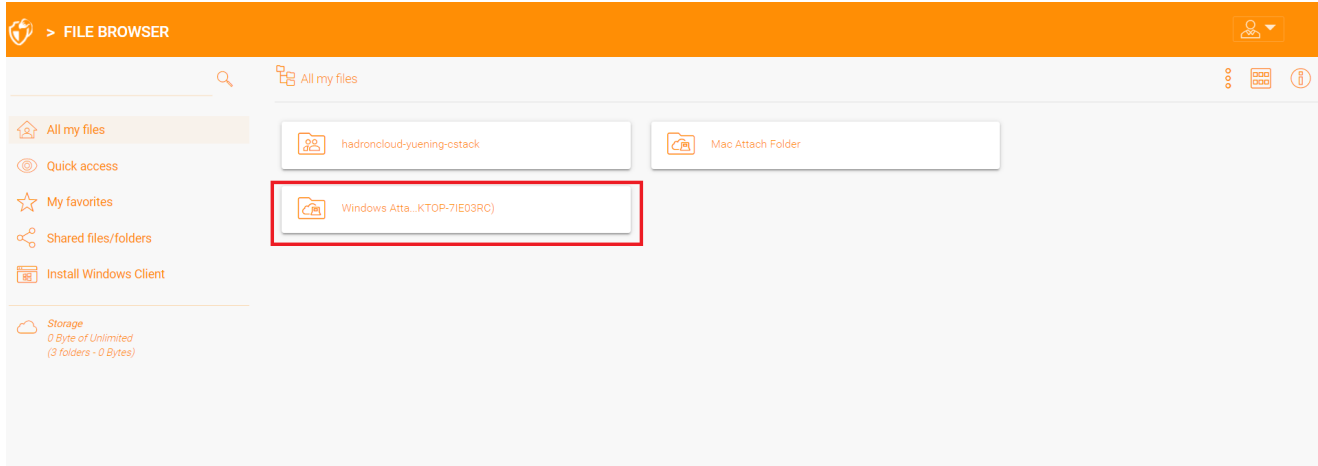 > FILE BROWSER
All my files
All my files
Quick access
My favorites
Shared files/folders
Install Windows Client
Storage
0 Byte of Unlimited
(3 folders - 0 Bytes)
hadroncloud-yuening-cstack
Mac Attach Folder
Windows Atta...KTOP-7IE03RC)